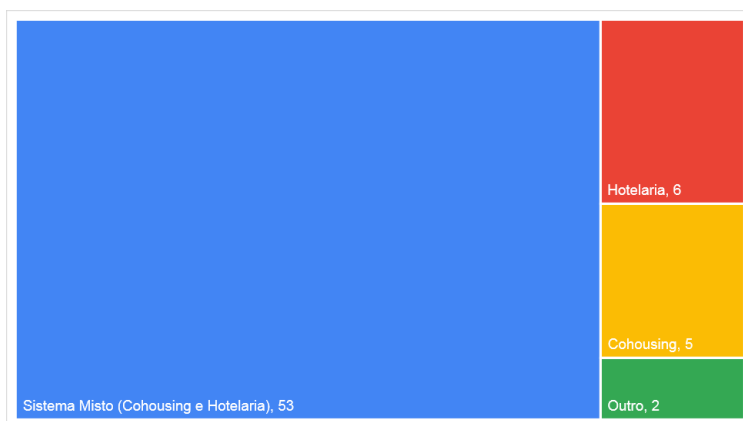 Hotelaria, 6
Cohousing, 5
Sistema Misto (Cohousing e Hotelaria), 53
Outro, 2